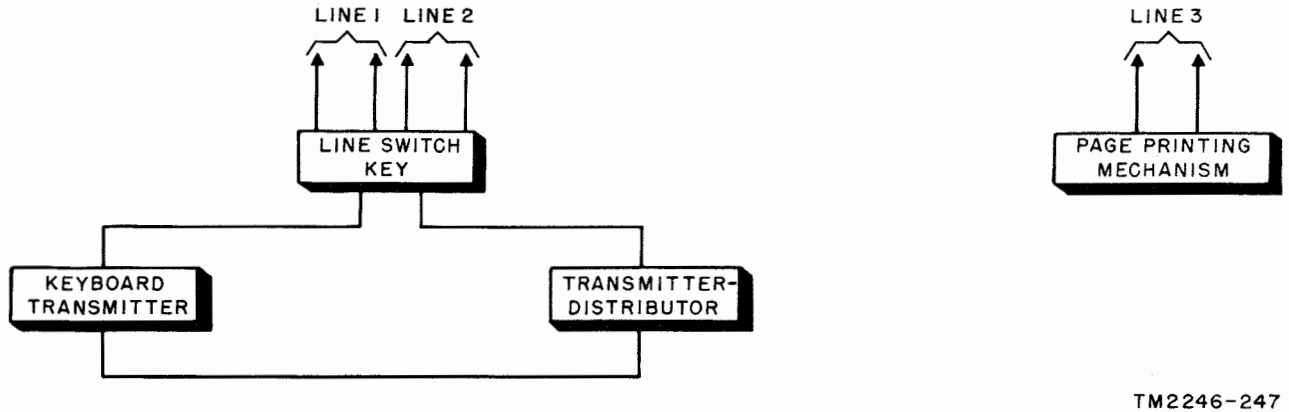 LINE 1 LINE 2
LINE 3
LINE SWITCH
KEY
PAGE PRINTING
MECHANISM
KEYBOARD
TRANSMITTER
TRANSMITTER-
DISTRIBUTOR
TM2246-247